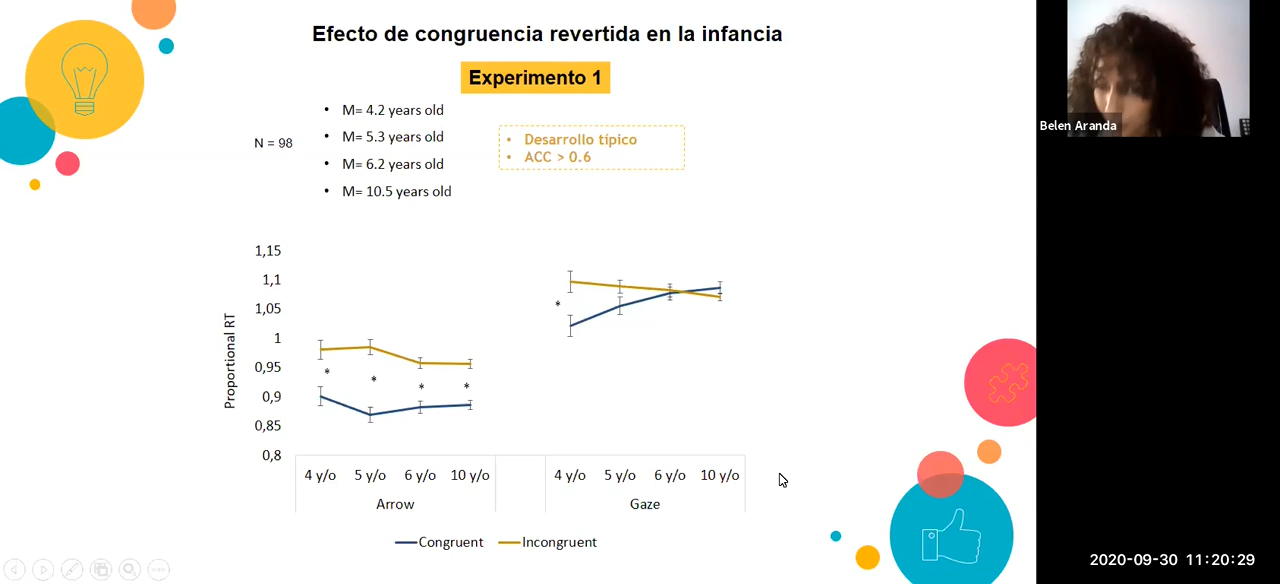 Efecto de congruencia revertida en la infancia
Experimento 1
N = 98
• M= 4.2 years old
• M= 5.3 years old
• M= 6.2 years old
• M= 10.5 years old
• Desarrollo típico
• ACC > 0.6
Belen Aranda
Proportional RT
1,15
1,1
1,05
1
0,95
0,9
0,85
0,8
*
* * * *
4 y/o 5 y/o 6 y/o 10 y/o 4 y/o 5 y/o 6 y/o 10 y/o
Arrow Gaze
Congruent Incongruent
2020-09-30 11:20:29